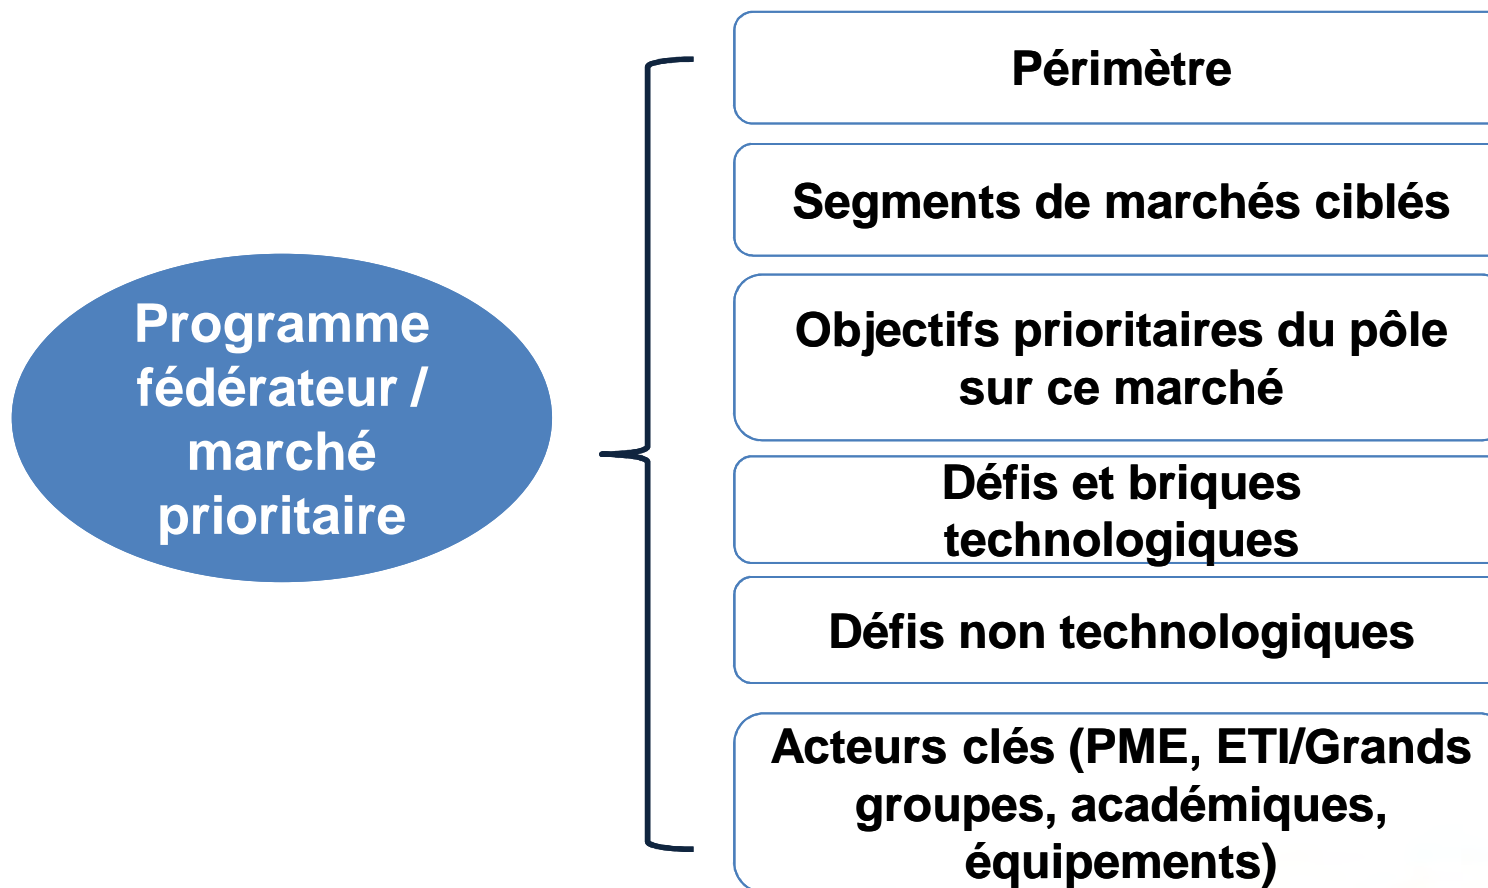 Programme
fédérateur /
marché
prioritaire
Périmètre
Segments de marchés ciblés
Objectifs prioritaires du pôle
sur ce marché
Défis et briques
technologiques
Défis non technologiques
Acteurs clés (PME, ETI/Grands
groupes, académiques,
équipements)